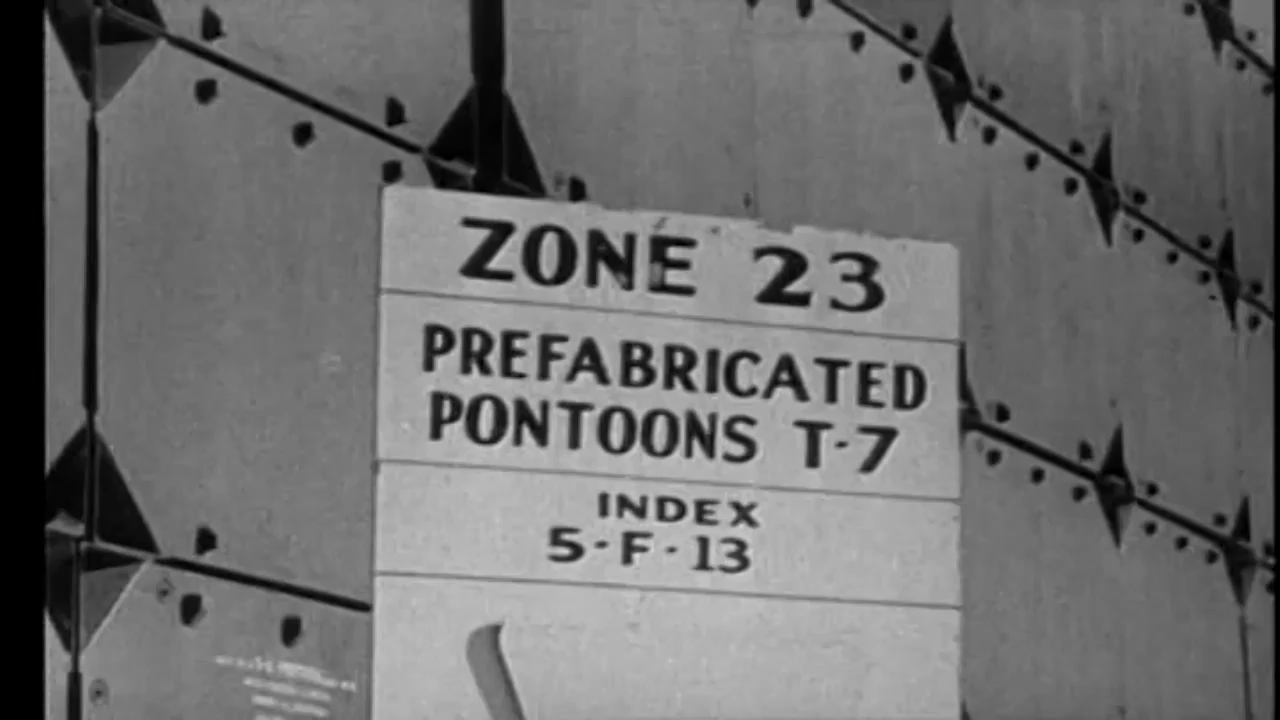 ZONE 23
PREFABRICATED
PONTOONS T-7
INDEX
5-F-13